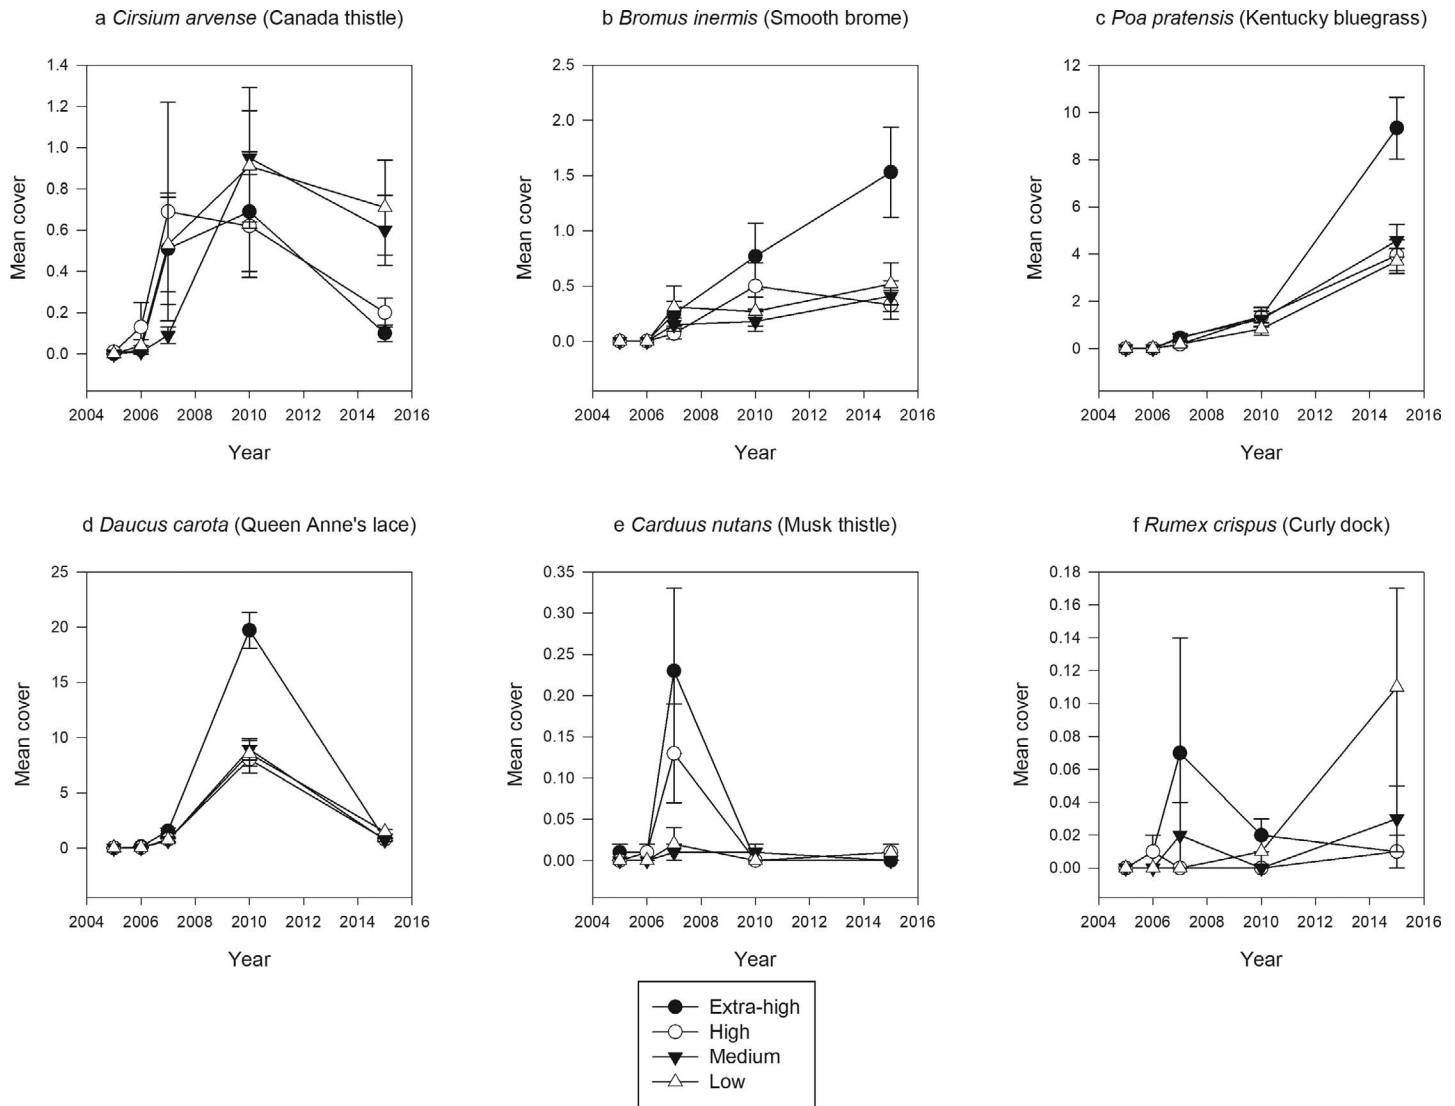 a Cirsium arvense (Canada thistle)
b Bromus inermis (Smooth brome)
c Poa pratensis (Kentucky bluegrass)
1.4
1.2
1.0
0.8
0.6
0.4
0.2
0.0
Mean cover
2004 2006 2008 2010 2012 2014 2016
Year
2.5
2.0
1.5
1.0
0.5
0.0
Mean cover
2004 2006 2008 2010 2012 2014 2016
Year
12
10
8
6
4
2
0
Mean cover
2004 2006 2008 2010 2012 2014 2016
Year
d Daucus carota (Queen Anne's lace)
e Carduus nutans (Musk thistle)
f Rumex crispus (Curly dock)
25
20
15
10
5
0
Mean cover
2004 2006 2008 2010 2012 2014 2016
Year
0.35
0.30
0.25
0.20
0.15
0.10
0.05
0.00
Mean cover
2004 2006 2008 2010 2012 2014 2016
Year
0.18
0.16
0.14
0.12
0.10
0.08
0.06
0.04
0.02
0.00
Mean cover
2004 2006 2008 2010 2012 2014 2016
Year
Extra-high
High
Medium
Low